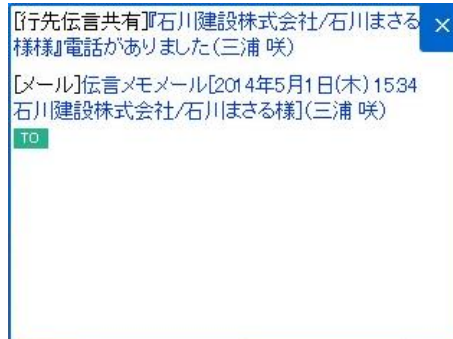 [行先伝言共有]『石川建設株式会社/石川まさる
様様』電話がありました(三浦 咲)
[メール]伝言メモメール[2014年5月1日(木) 15:34
石川建設株式会社/石川まさる様](三浦 咲)
TO